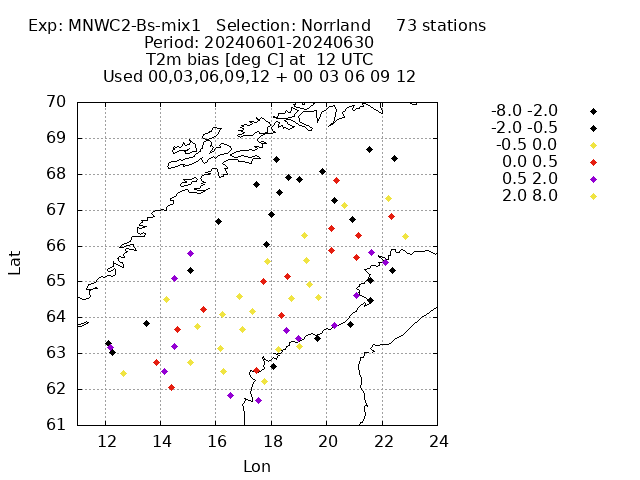 Exp: MNWC2-Bs-mix1   Selection: Norrland     73 stations
Period: 20240601-20240630
T2m bias [deg C] at  12 UTC
Used 00,03,06,09,12 + 00 03 06 09 12
-8.0 -2.0
-2.0 -0.5
-0.5 0.0
0.0 0.5
0.5 2.0
2.0 8.0
70
69
68
67
66
65
64
63
62
61
Lat
12 14 16 18 20 22 24
Lon